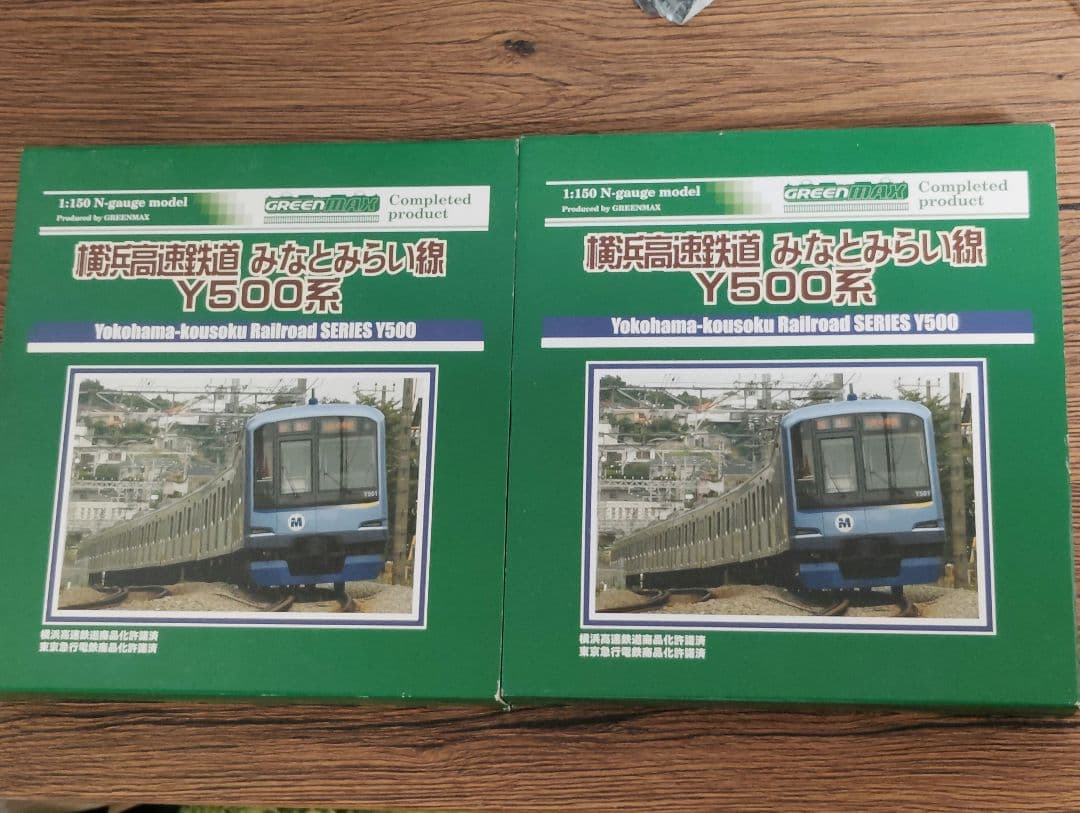 1:150 N-gauge model
Produced by GREENMAX
GREENMAX
Completed
product
横浜高速鉄道 みなとみらい線
Y500系
Yokohama-kousoku Railroad SERIES Y500
Y501
M
横浜高速鉄道商品化許諾済
東京急行電鉄商品化許諾済
1:150 N-gauge model
Produced by GREENMAX
GREENMAX
Completed
product
横浜高速鉄道 みなとみらい線
Y500系
Yokohama-kousoku Railroad SERIES Y500
Y501
M
横浜高速鉄道商品化許諾済
東京急行電鉄商品化許諾済